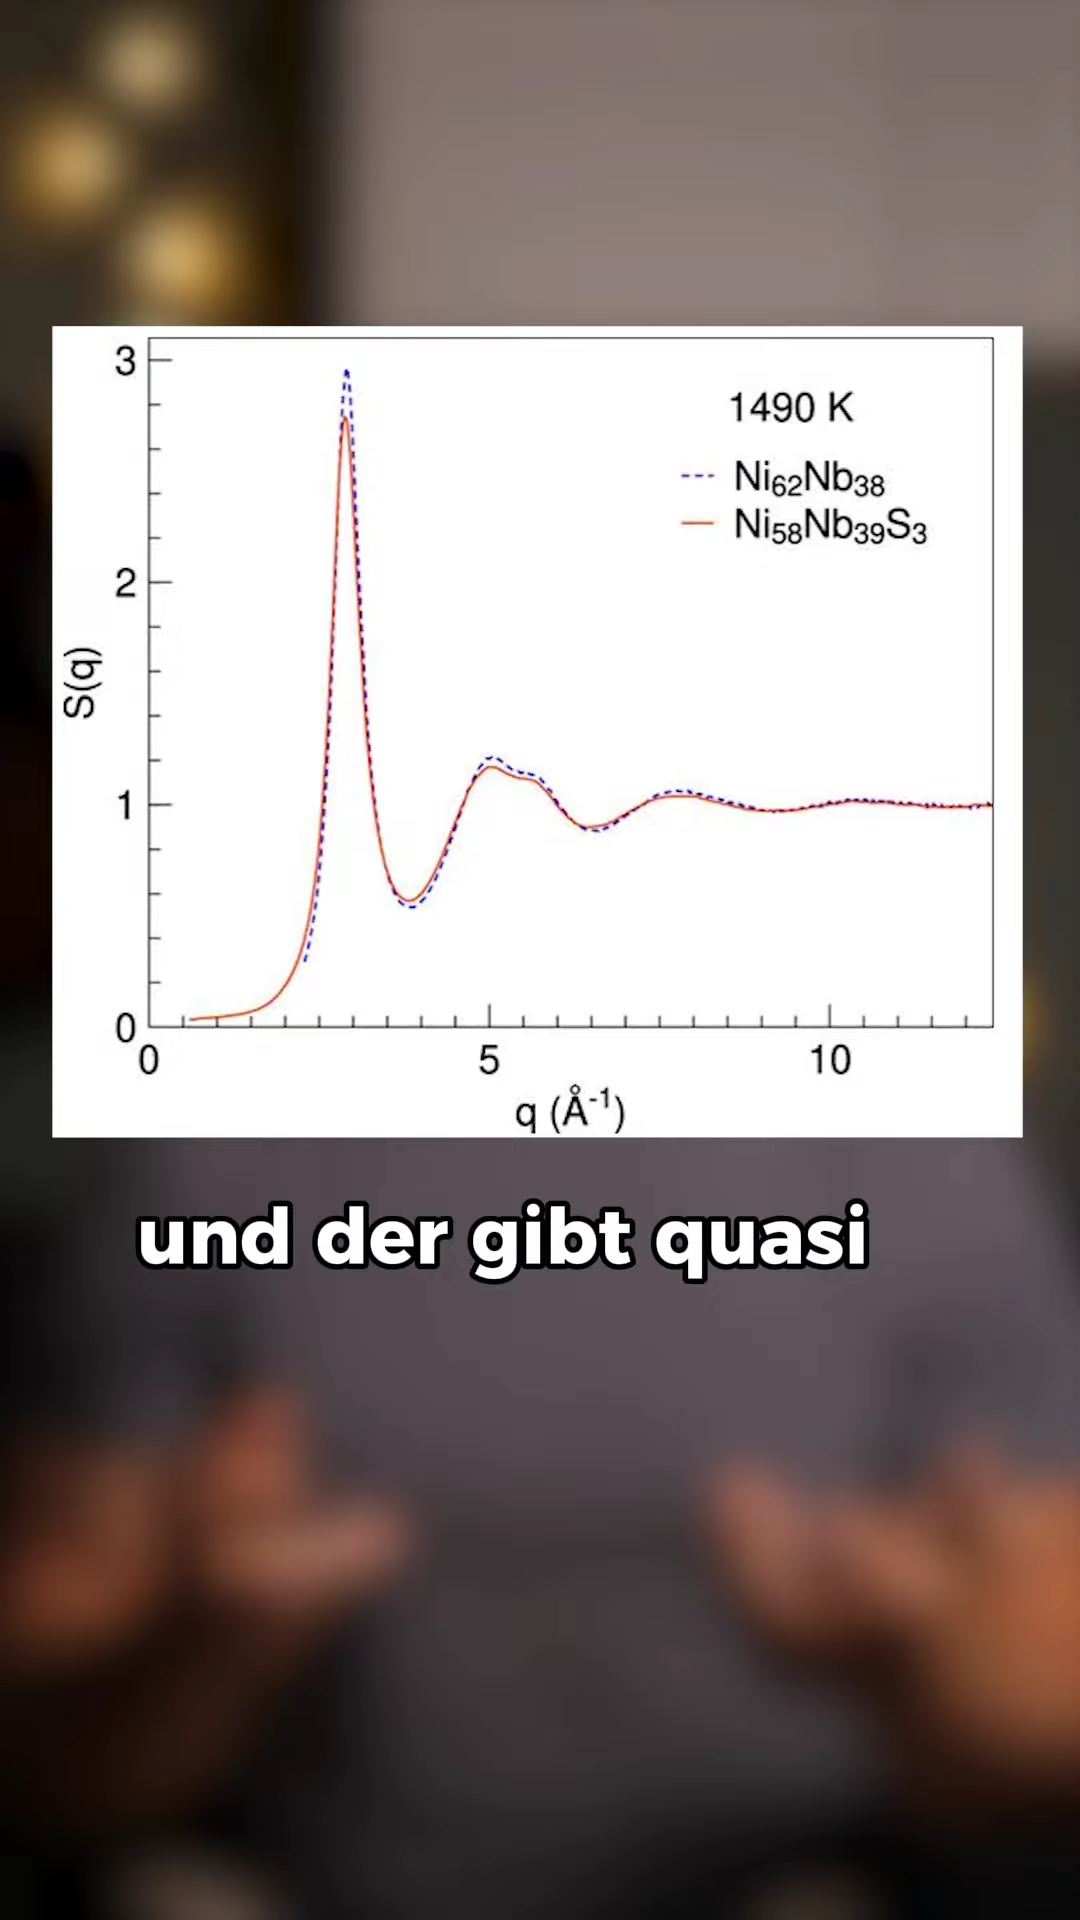 3
1490 K
Ni₆₂Nb₃₈
Ni₅₈Nb₃₉S₃
2
S(q)
1
0
0 5 10
q (Å⁻¹)
und der gibt quasi